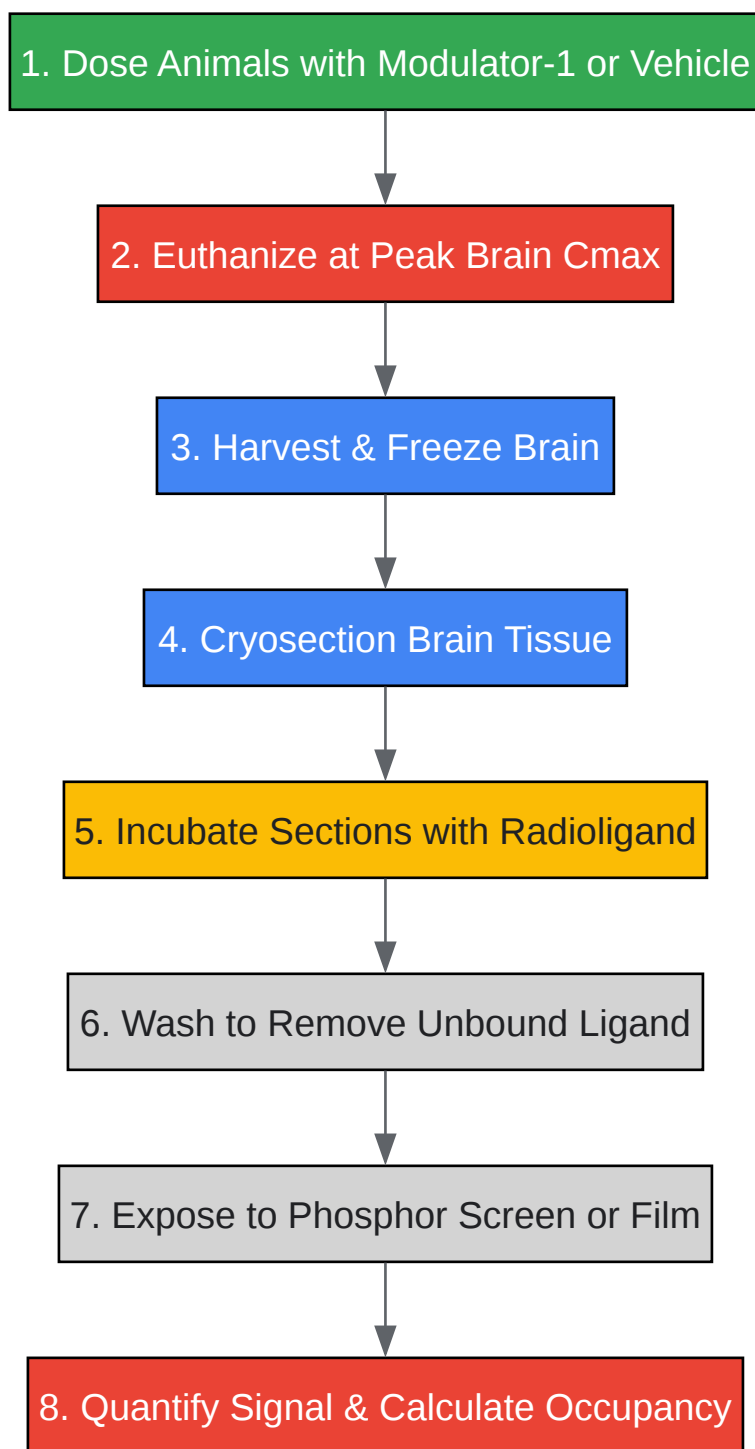 1. Dose Animals with Modulator-1 or Vehicle
2. Euthanize at Peak Brain Cmax
3. Harvest & Freeze Brain
4. Cryosection Brain Tissue
5. Incubate Sections with Radioligand
6. Wash to Remove Unbound Ligand
7. Expose to Phosphor Screen or Film
8. Quantify Signal & Calculate Occupancy